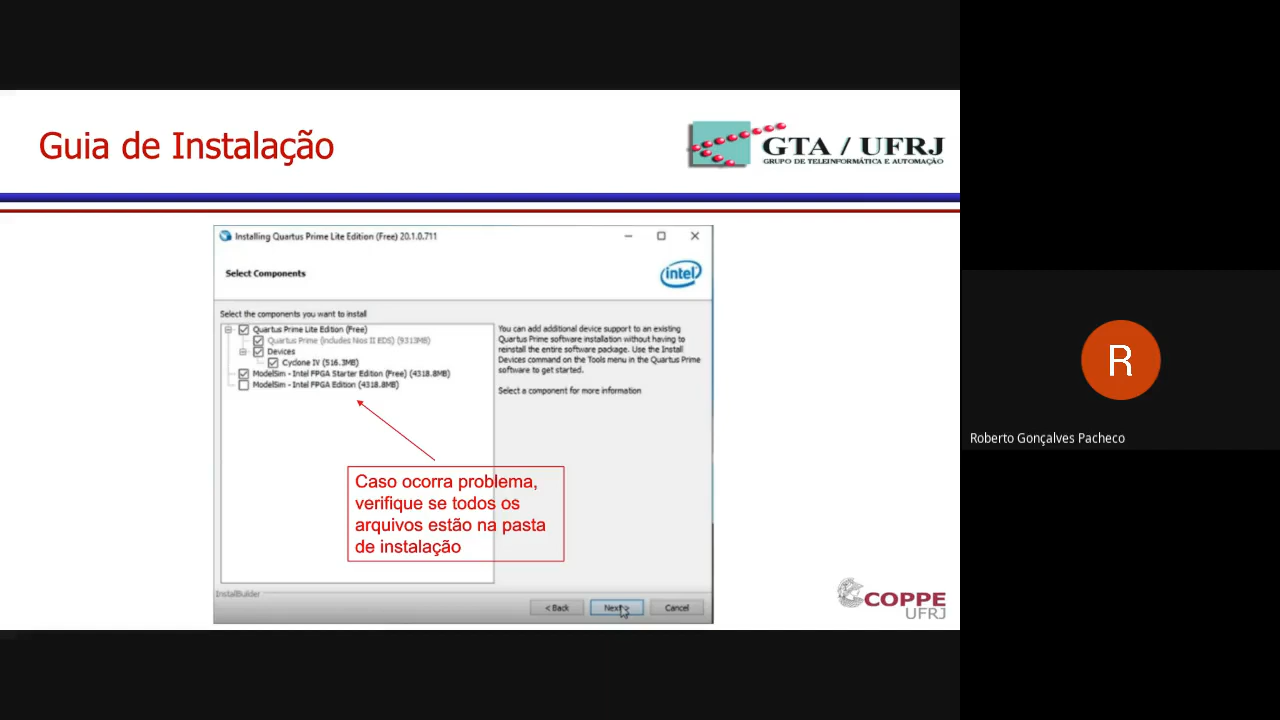 Guia de Instalação
GTA / UFRJ
GRUPO DE TELEINFORMÁTICA E AUTOMAÇÃO
Installing Quartus Prime Lite Edition (Free) 20.1.0.711
Select Components
intel
Select the components you want to install
Quartus Prime Lite Edition (Free)
Quartus Prime (includes Nios II EDS) (9313MB)
Devices
Cyclone IV (516.3MB)
ModelSim - Intel FPGA Starter Edition (Free) (4318.8MB)
ModelSim - Intel FPGA Edition (4318.8MB)
You can add additional device support to an existing
Quartus Prime software installation without having to
reinstall the entire software package. Use the Install
Devices command on the Tools menu in the Quartus Prime
software to get started.
Select a component for more information
Caso ocorra problema,
verifique se todos os
arquivos estão na pasta
de instalação
InstallBuilder
< Back
Next >
Cancel
COPPE
UFRJ
R
Roberto Gonçalves Pacheco